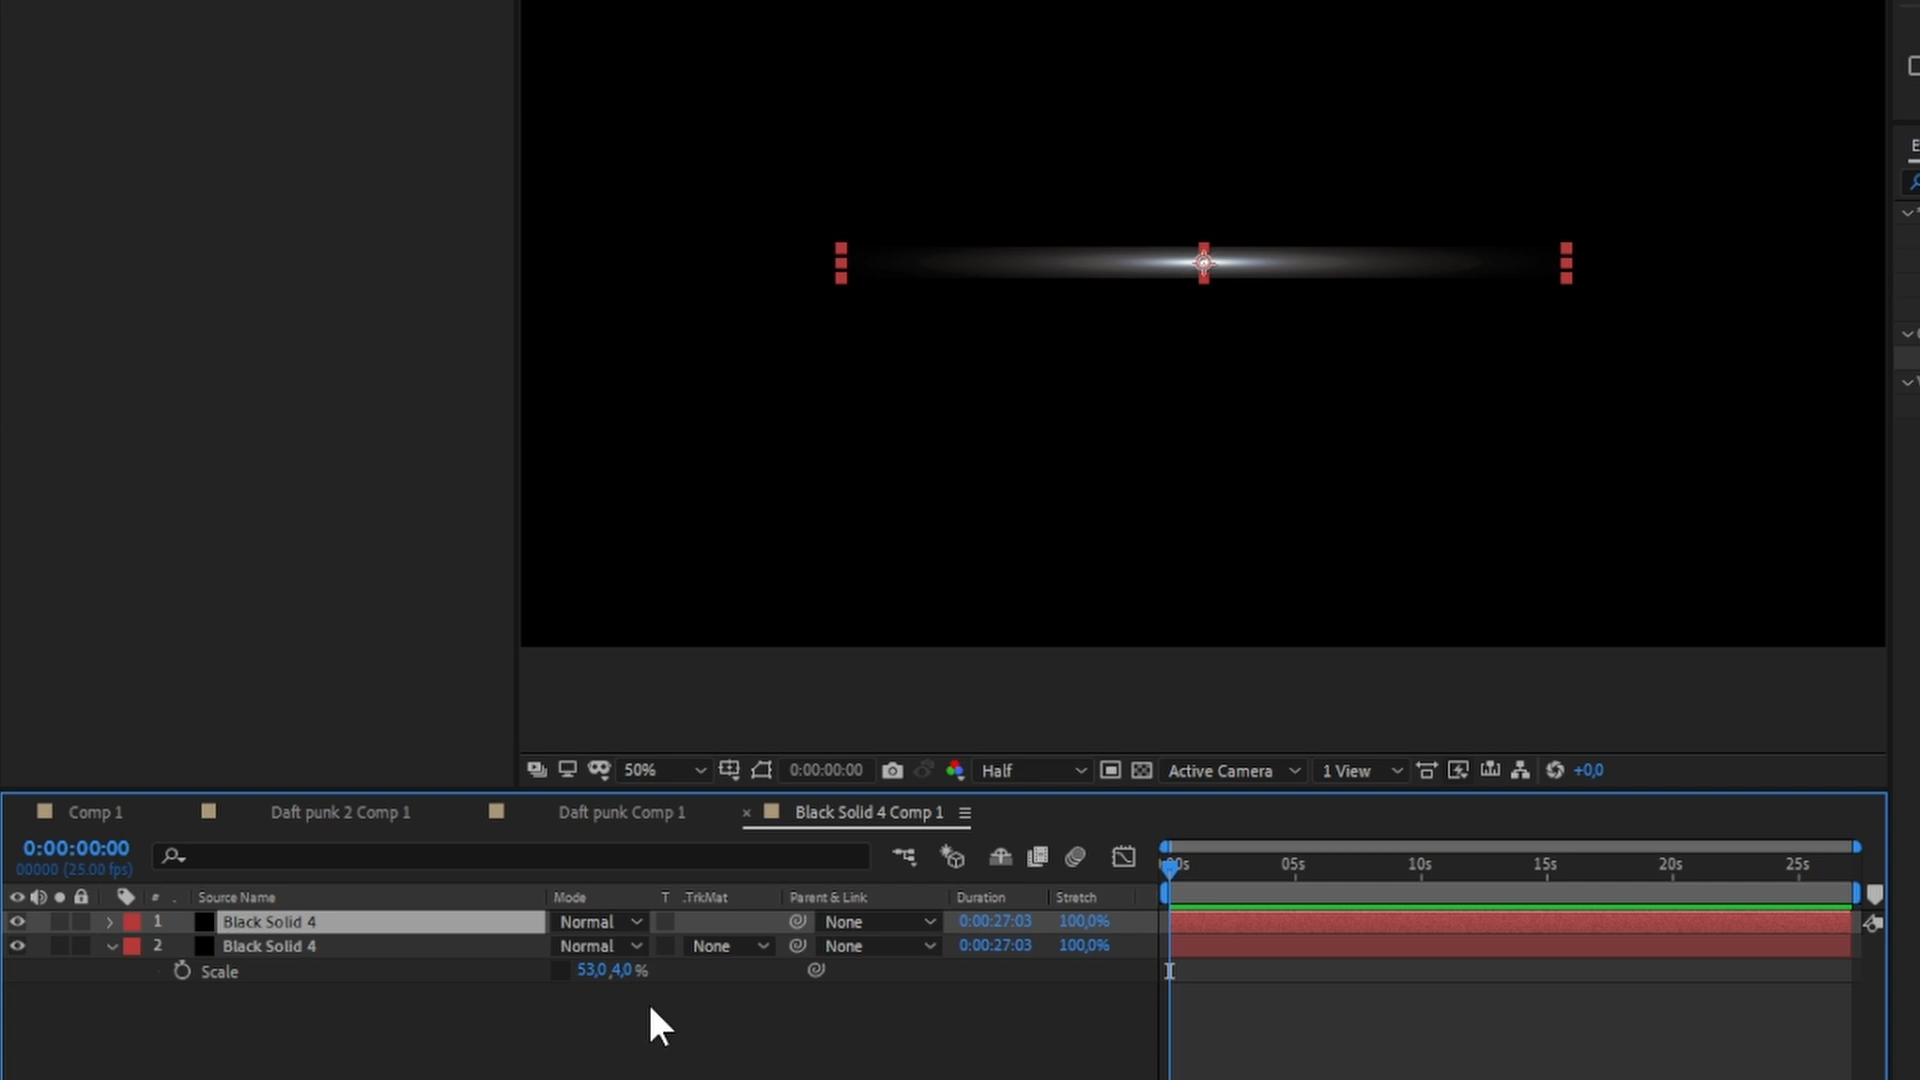 50%
0:00:00:00
Half
Active Camera
1 View
+0,0
Comp 1
Daft punk 2 Comp 1
Daft punk Comp 1
× Black Solid 4 Comp 1
0:00:00:00
00000 (25.00 fps)
05s 10s 15s 20s 25s
# . Source Name Mode T .TrkMat Parent & Link Duration Stretch
1 Black Solid 4 Normal None 0:00:27:03 100,0%
2 Black Solid 4 Normal None None 0:00:27:03 100,0%
Scale 53,0,4,0%